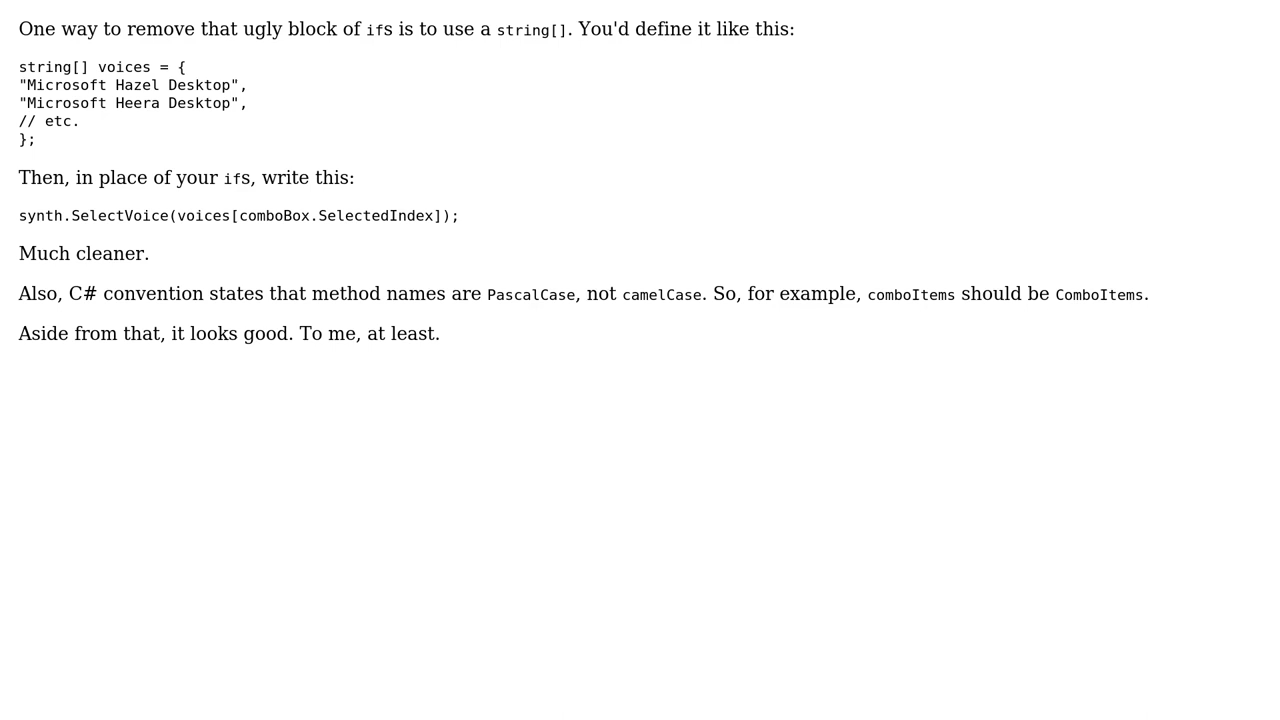 One way to remove that ugly block of ifs is to use a string[]. You'd define it like this:
string[] voices = {
"Microsoft Hazel Desktop",
"Microsoft Heera Desktop",
// etc.
};
Then, in place of your ifs, write this:
synth.SelectVoice(voices[comboBox.SelectedIndex]);
Much cleaner.
Also, C# convention states that method names are PascalCase, not camelCase. So, for example, comboItems should be ComboItems.
Aside from that, it looks good. To me, at least.